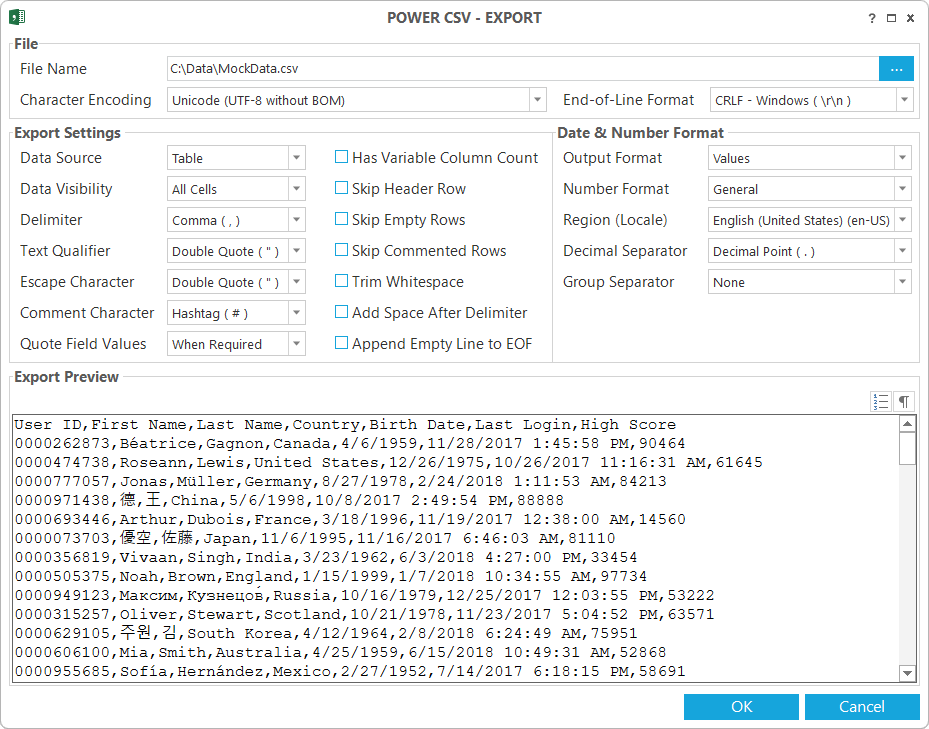 POWER CSV - EXPORT
?
File
File Name
C:\Data\MockData.csv
...
Character Encoding
Unicode (UTF-8 without BOM)
End-of-Line Format
CRLF - Windows ( \r\n )
Export Settings
Data Source
Table
Data Visibility
All Cells
Delimiter
Comma ( , )
Text Qualifier
Double Quote ( " )
Escape Character
Double Quote ( " )
Comment Character
Hashtag ( # )
Quote Field Values
When Required
Has Variable Column Count
Skip Header Row
Skip Empty Rows
Skip Commented Rows
Trim Whitespace
Add Space After Delimiter
Append Empty Line to EOF
Date & Number Format
Output Format
Values
Number Format
General
Region (Locale)
English (United States) (en-US)
Decimal Separator
Decimal Point ( . )
Group Separator
None
Export Preview
¶
User ID,First Name,Last Name,Country,Birth Date,Last Login,High Score
0000262873,Béatrice,Gagnon,Canada,4/6/1959,11/28/2017 1:45:58 PM,90464
0000474738,Roseann,Lewis,United States,12/26/1975,10/26/2017 11:16:31 AM,61645
0000777057,Jonas,Müller,Germany,8/27/1978,2/24/2018 1:11:53 AM,84213
0000971438,德,王,China,5/6/1998,10/8/2017 2:49:54 PM,88888
0000693446,Arthur,Dubois,France,3/18/1996,11/19/2017 12:38:00 AM,14560
0000073703,優空,佐藤,Japan,11/6/1995,11/16/2017 6:46:03 AM,81110
0000356819,Vivaan,Singh,India,3/23/1962,6/3/2018 4:27:00 PM,33454
0000505375,Noah,Brown,England,1/15/1999,1/7/2018 10:34:55 AM,97734
0000949123,Максим,Кузнецов,Russia,10/16/1979,12/25/2017 12:03:55 PM,53222
0000315257,Oliver,Stewart,Scotland,10/21/1978,11/23/2017 5:04:52 PM,63571
0000629105,주원,김,South Korea,4/12/1964,2/8/2018 6:24:49 AM,75951
0000606100,Mia,Smith,Australia,4/25/1959,6/15/2018 10:49:31 AM,52868
0000955685,Sofía,Hernández,Mexico,2/27/1952,7/14/2017 6:18:15 PM,58691
OK
Cancel